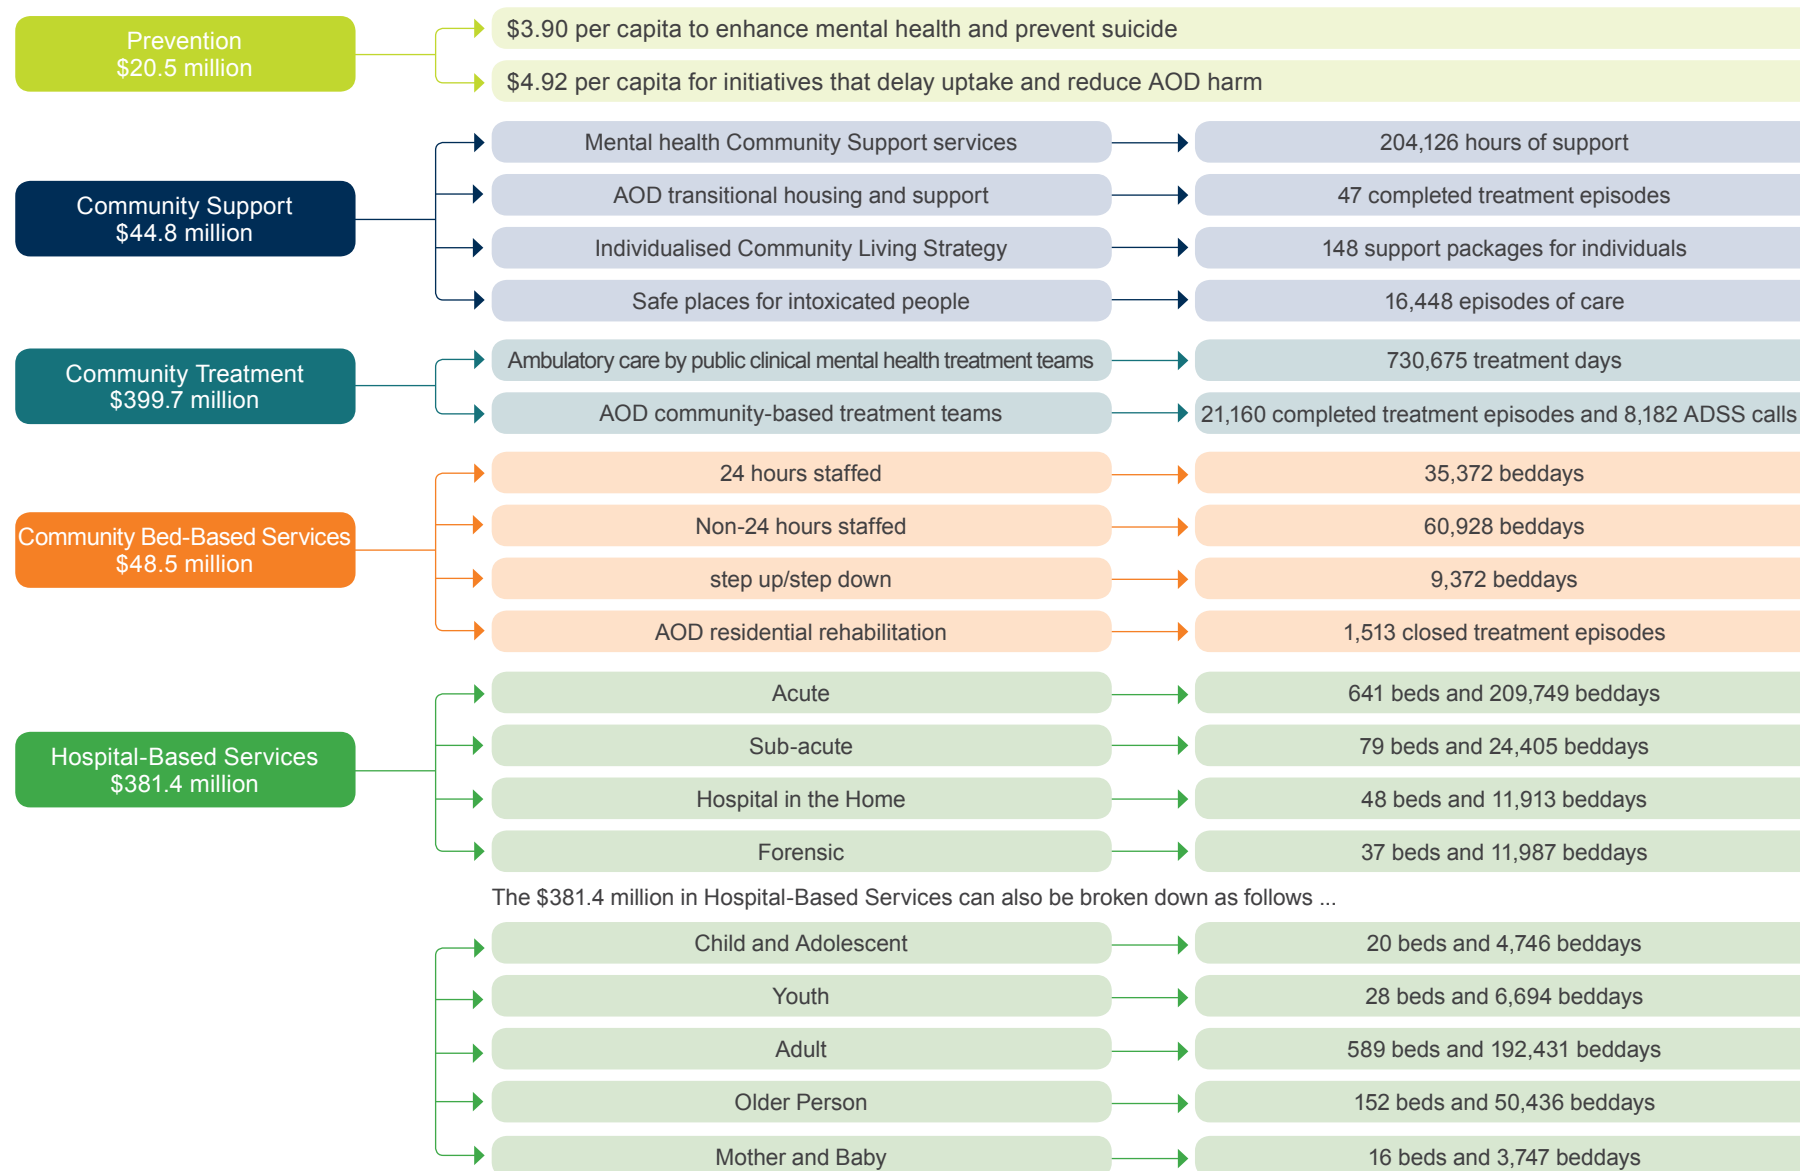 Prevention
$20.5 million
$3.90 per capita to enhance mental health and prevent suicide
$4.92 per capita for initiatives that delay uptake and reduce AOD harm
Community Support
$44.8 million
Mental health Community Support services
204,126 hours of support
AOD transitional housing and support
47 completed treatment episodes
Individualised Community Living Strategy
148 support packages for individuals
Safe places for intoxicated people
16,448 episodes of care
Community Treatment
$399.7 million
Ambulatory care by public clinical mental health treatment teams
730,675 treatment days
AOD community-based treatment teams
21,160 completed treatment episodes and 8,182 ADSS calls
Community Bed-Based Services
$48.5 million
24 hours staffed
35,372 beddays
Non-24 hours staffed
60,928 beddays
step up/step down
9,372 beddays
AOD residential rehabilitation
1,513 closed treatment episodes
Hospital-Based Services
$381.4 million
Acute
641 beds and 209,749 beddays
Sub-acute
79 beds and 24,405 beddays
Hospital in the Home
48 beds and 11,913 beddays
Forensic
37 beds and 11,987 beddays
The $381.4 million in Hospital-Based Services can also be broken down as follows ...
Child and Adolescent
20 beds and 4,746 beddays
Youth
28 beds and 6,694 beddays
Adult
589 beds and 192,431 beddays
Older Person
152 beds and 50,436 beddays
Mother and Baby
16 beds and 3,747 beddays